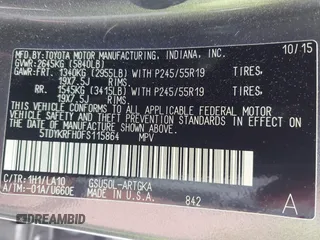 MFD. BY: TOYOTA MOTOR MANUFACTURING, INDIANA, INC. 10/15
GVWR: 2645KG (5840LB)
GAWR: FRT. 1340KG (2955LB) WITH P245/55R19 TIRES,
19X7.5J RIMS
RR. 1545KG (3415LB) WITH P245/55R19 TIRES,
19X7.5J RIMS
THIS VEHICLE CONFORMS TO ALL APPLICABLE
FEDERAL MOTOR VEHICLE SAFETY STANDARDS IN EFFECT
ON THE DATE OF MANUFACTURE SHOWN ABOVE.
5TDYKRFH0FS115864 MPV
C/TR: 1H1/LA10 GSU50L-ARTGKA
A/TM: -01A/U660E MADE IN U.S.A.
842 A
DREAMBID